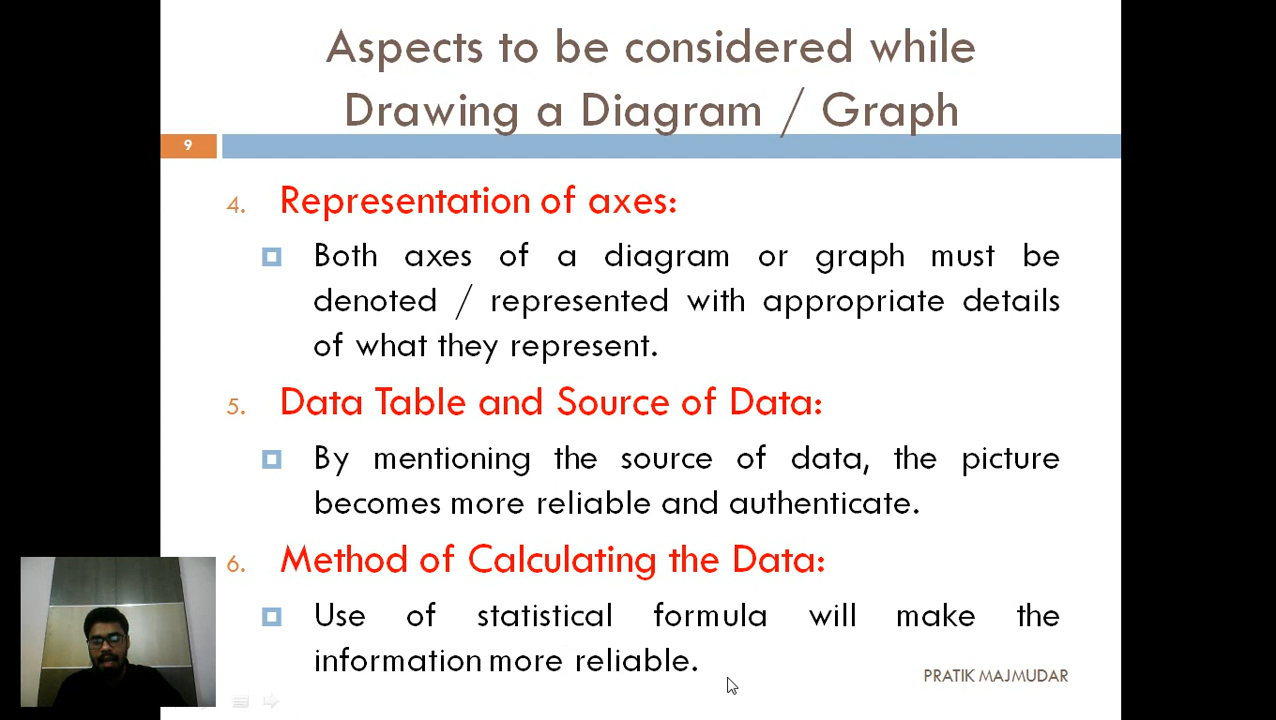 Aspects to be considered while
Drawing a Diagram / Graph
9
4. Representation of axes:
Both axes of a diagram or graph must be
denoted / represented with appropriate details
of what they represent.
5. Data Table and Source of Data:
By mentioning the source of data, the picture
becomes more reliable and authenticate.
6. Method of Calculating the Data:
Use of statistical formula will make the
information more reliable.
PRATIK MAJMUDAR